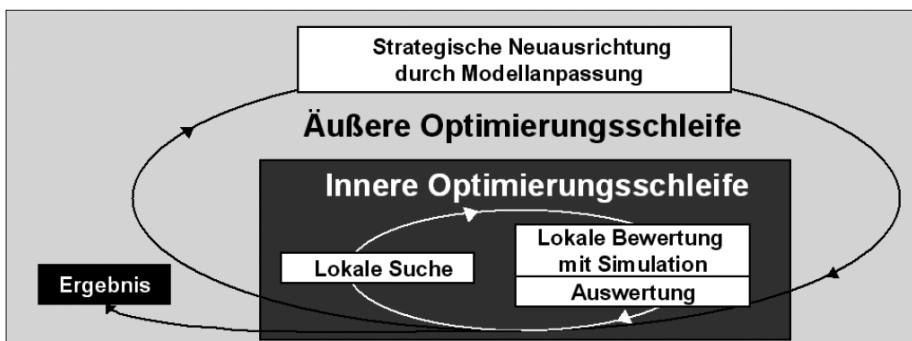 Strategische Neuausrichtung
durch Modellanpassung
Äußere Optimierungsschleife
Innere Optimierungsschleife
Lokale Suche
Lokale Bewertung
mit Simulation
Auswertung
Ergebnis